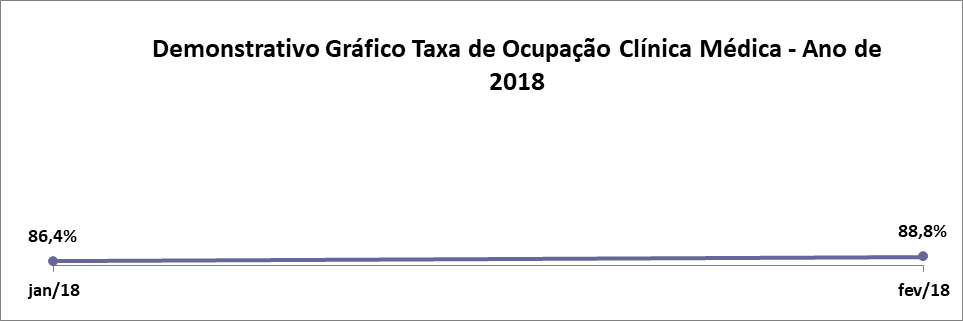 Demonstrativo Gráfico Taxa de Ocupação Clínica Médica - Ano de
2018
86,4%
88,8%
jan/18
fev/18